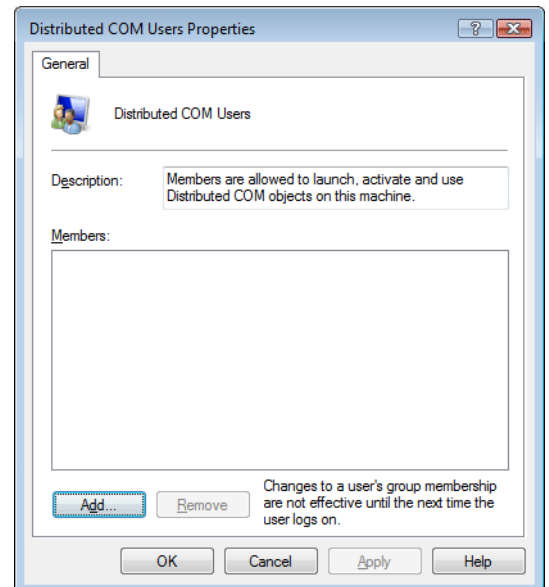 Distributed COM Users Properties
General
Distributed COM Users
Description:
Members are allowed to launch, activate and use
Distributed COM objects on this machine.
Members:
Add...
Remove
Changes to a user's group membership
are not effective until the next time the
user logs on.
OK
Cancel
Apply
Help